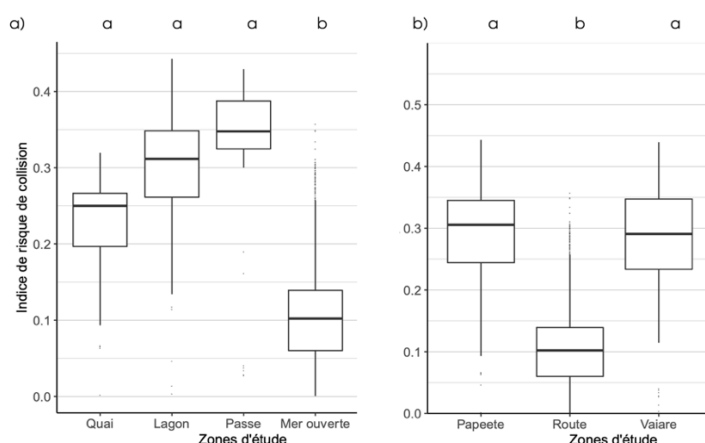 a)
a a a b
Indice de risque de collision
0.4
0.3
0.2
0.1
0.0
Quai Lagon Passe Mer ouverte
Zones d'étude
b)
a b a
0.5
0.4
0.3
0.2
0.1
0.0
Papeete Route Vaiare
Zones d'étude